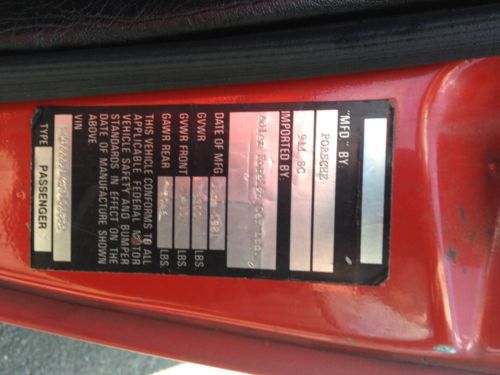 "MFD" BY:
PORSCHE
911 SC
IMPORTED BY:
DATE OF MFG
GVWR LBS.
GVWR FRONT LBS.
GAWR REAR LBS.
THIS VEHICLE CONFORMS TO ALL
APPLICABLE FEDERAL MOTOR
VEHICLE SAFETY AND BUMPER
STANDARDS IN EFFECT ON THE
DATE OF MANUFACTURE SHOWN
ABOVE
VIN
TYPE PASSENGER